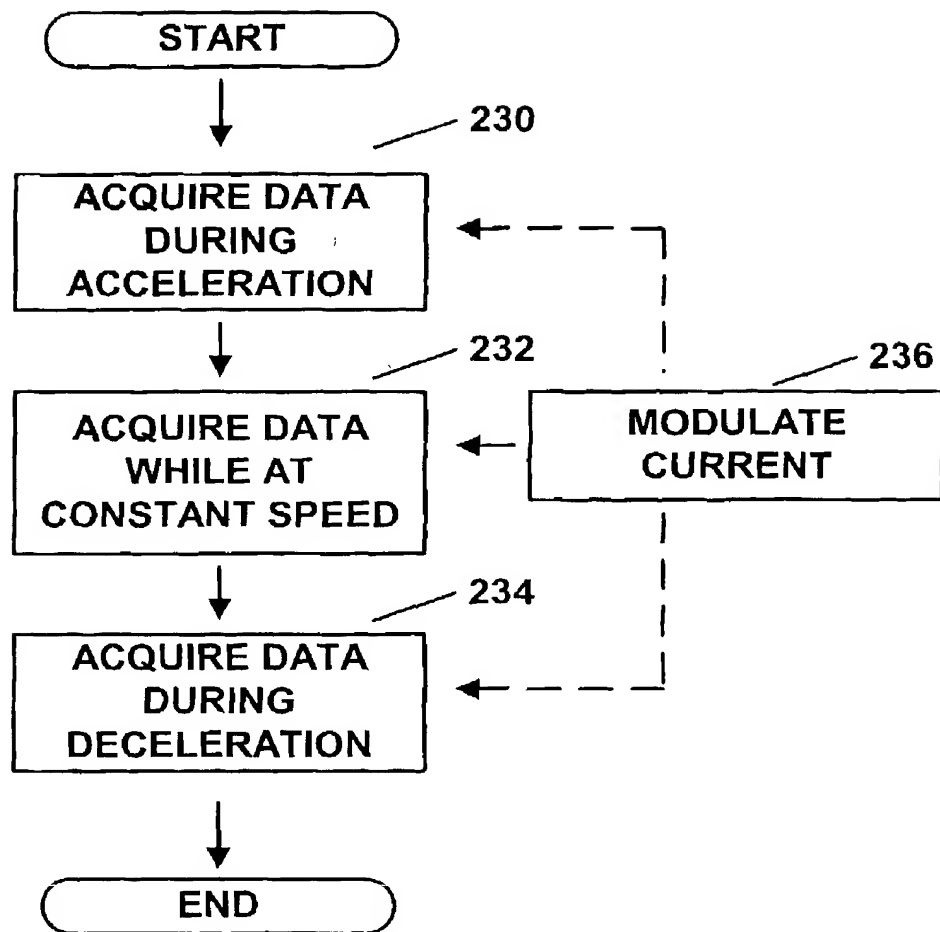 START
230
ACQUIRE DATA
DURING
ACCELERATION
232
236
ACQUIRE DATA
WHILE AT
CONSTANT SPEED
MODULATE
CURRENT
234
ACQUIRE DATA
DURING
DECELERATION
END